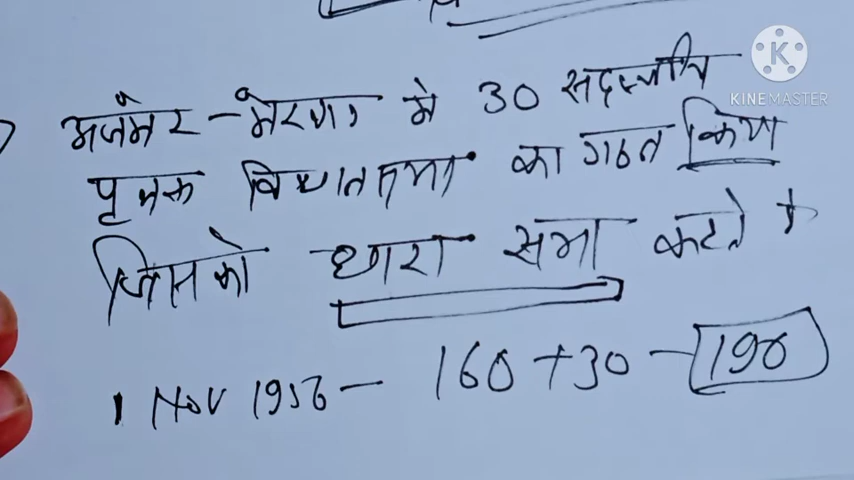 KINEMASTER
अजमेर - मेरवाड़ा में 30 सदस्यीय
पृथक विधानसभा का गठन किया
जिसको धारा सभा कहते थे
1 Nov 1956 - 160 + 30 - 190